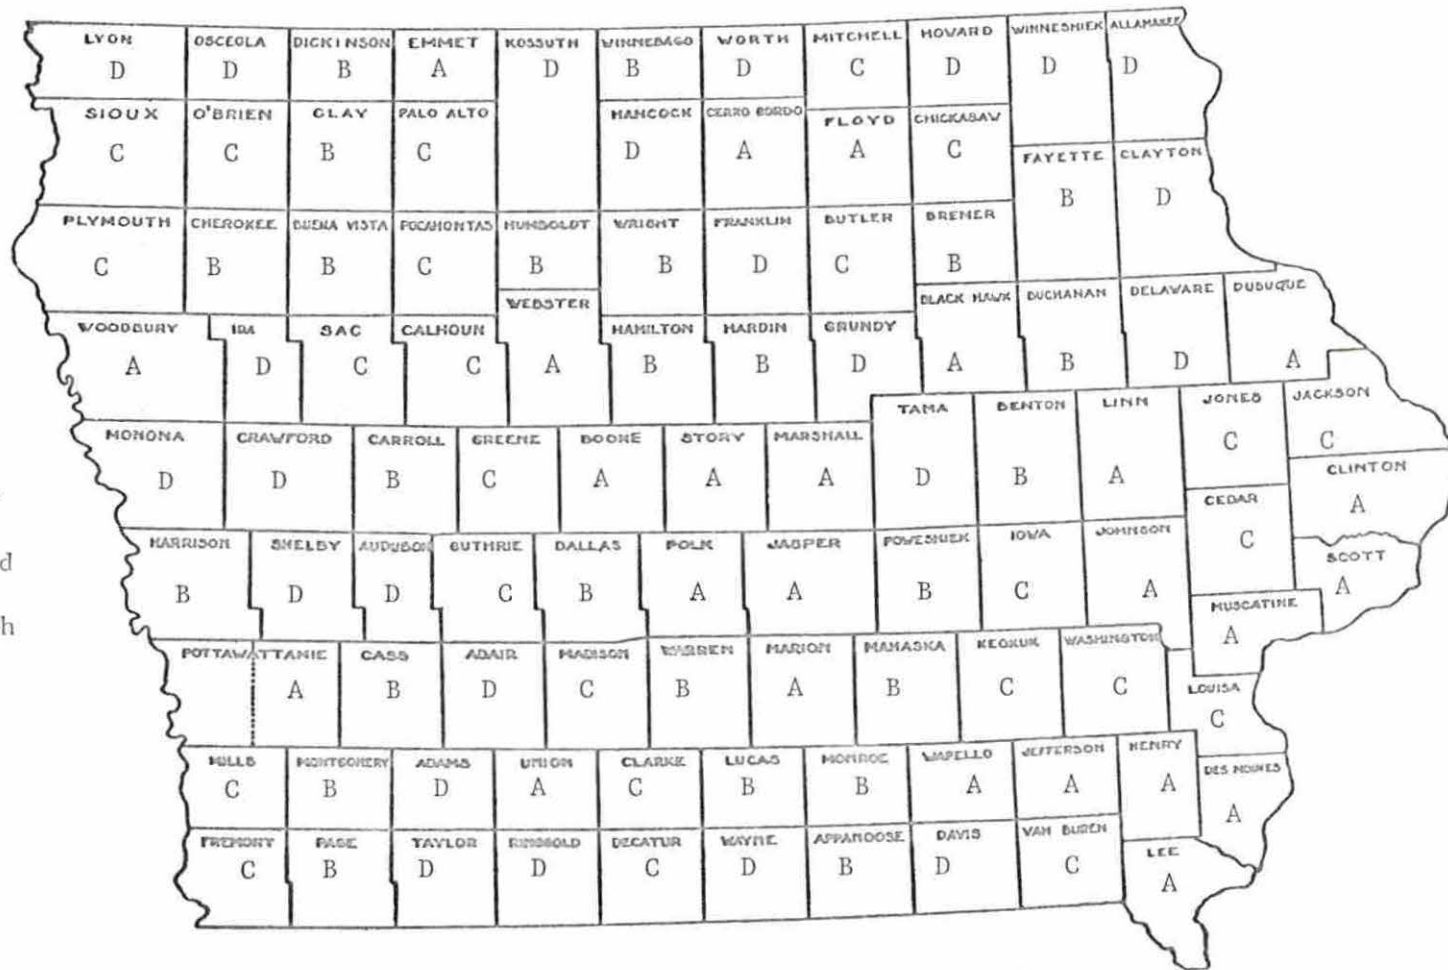 LYON OSCEOLA DICKINSON EMMET KOSSUTH WINNEBAGO WORTH MITCHELL HOWARD WINNESHIEK ALLAMAKEE
D D B A D B D C D D D
SIOUX O'BRIEN CLAY PALO ALTO HANCOCK CERRO GORDO FLOYD CHICKASAW
C C B C D A A C
FAYETTE CLAYTON
B D
PLYMOUTH CHEROKEE BUENA VISTA POCAHONTAS HUMBOLDT WRIGHT FRANKLIN BUTLER BREMER
C B B C B B D C B
WOODBURY IDA SAC CALHOUN WEBSTER HAMILTON HARDIN GRUNDY BLACK HAWK BUCHANAN DELAWARE DUBUQUE
A D C C A B B D A B D A
MONONA CRAWFORD CARROLL GREENE BOONE STORY MARSHALL TAMA BENTON LINN JONES JACKSON
D D B C A A A D B A C C
CLINTON
A
CEDAR
C
HARRISON SHELBY AUDUBON GUTHRIE DALLAS POLK JASPER POWESHIEK IOWA JOHNSON SCOTT
d
B D D C B A A B C A A
MUSCATINE
h
A
POTTAWATTAMIE CASS ADAIR MADISON WARREN MARION MAHASKA KEOKUK WASHINGTON
A B D C B A B C C
LOUISA
C
MILLS MONTGOMERY ADAMS UNION CLARKE LUCAS MONROE WAPELLO JEFFERSON HENRY DES MOINES
C B D A C B B A A A A
FREMONT PAGE TAYLOR RINGGOLD DECATUR WAYNE APPANOOSE DAVIS VAN BUREN LEE
C B D D C D B D C A